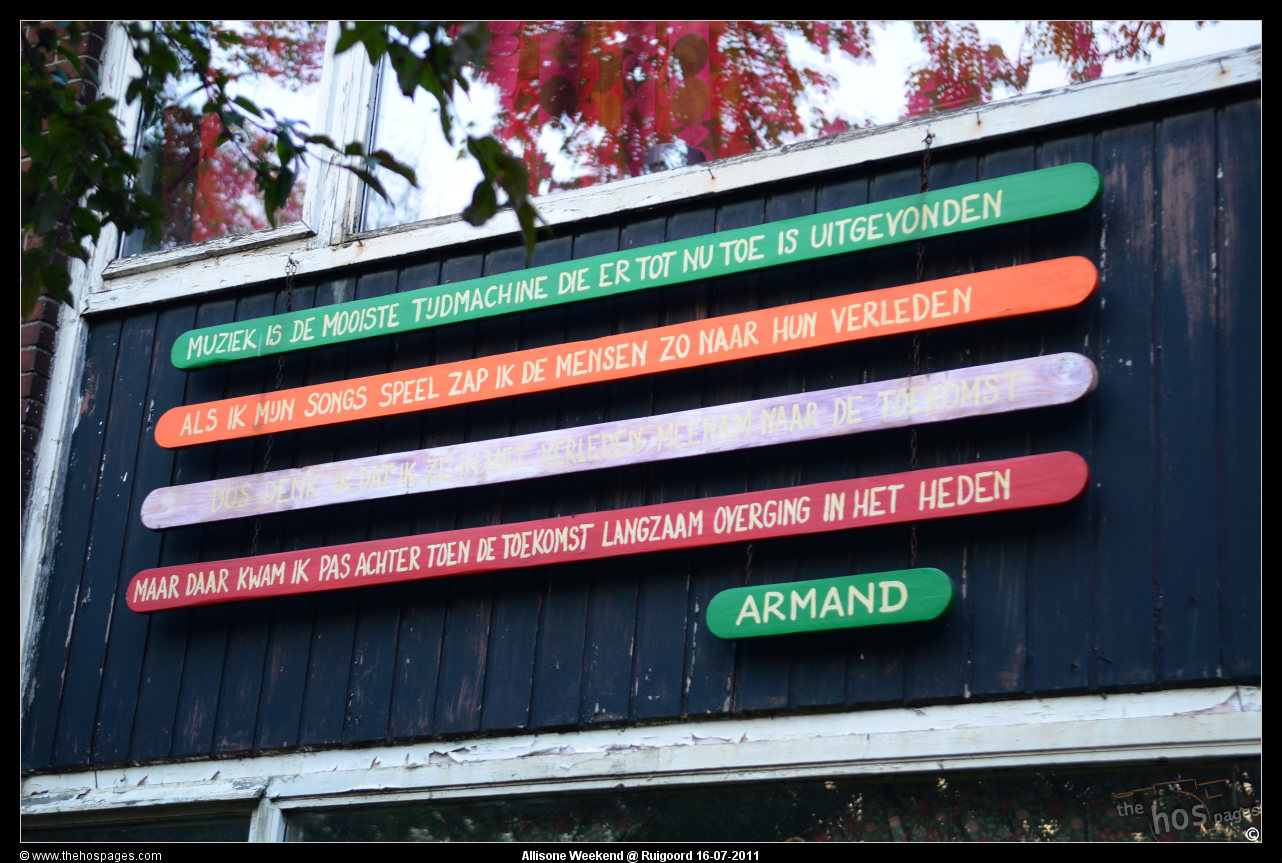 MUZIEK IS DE MOOISTE TIJDMACHINE DIE ER TOT NU TOE IS UITGEVONDEN
ALS IK MIJN SONGS SPEEL ZAP IK DE MENSEN ZO NAAR HUN VERLEDEN
DUS DENK IK DAT IK ZE IN HET VERLEDEN, MEENAM NAAR DE TOEKOMST
MAAR DAAR KWAM IK PAS ACHTER TOEN DE TOEKOMST LANGZAAM OVERGING IN HET HEDEN
ARMAND
the hos pages
©
© www.thehospages.com
Allisone Weekend @ Ruigoord 16-07-2011